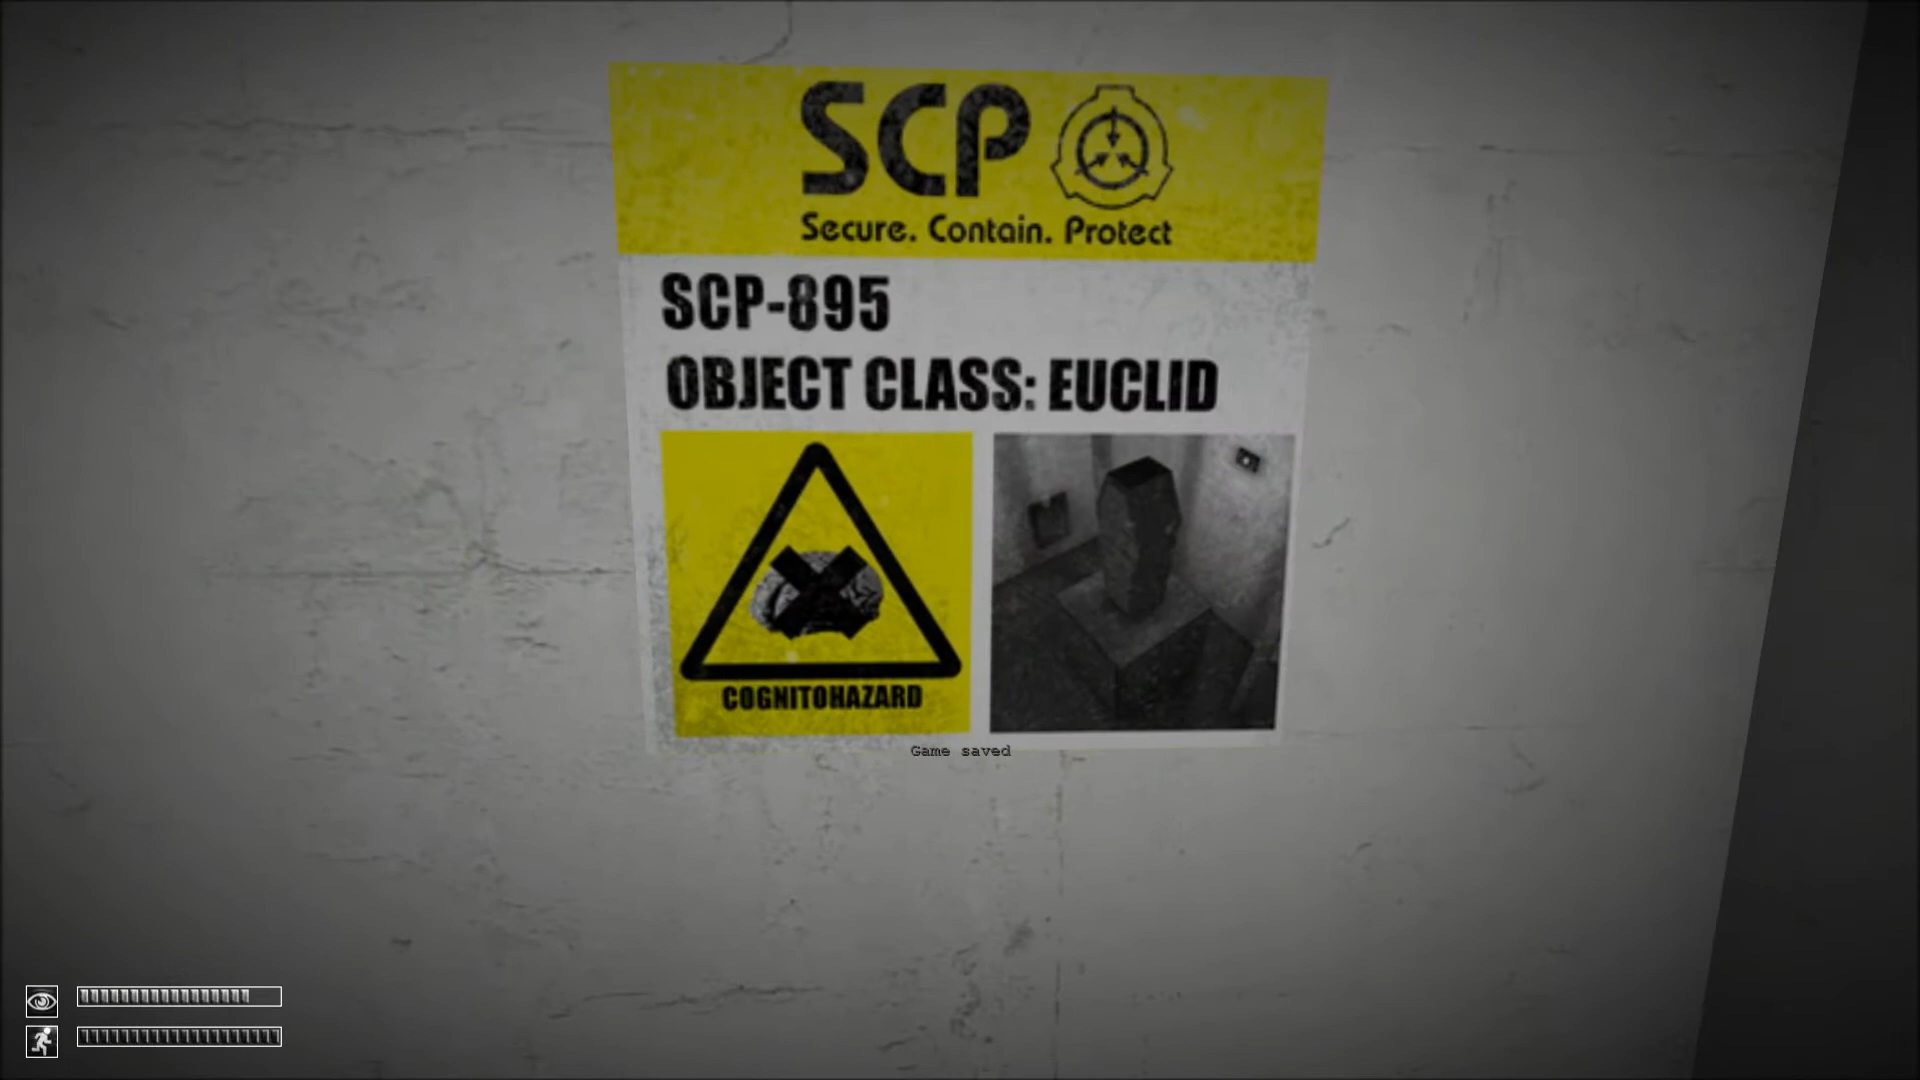 SCP
Secure. Contain. Protect
SCP-895
OBJECT CLASS: EUCLID
COGNITOHAZARD
Game saved